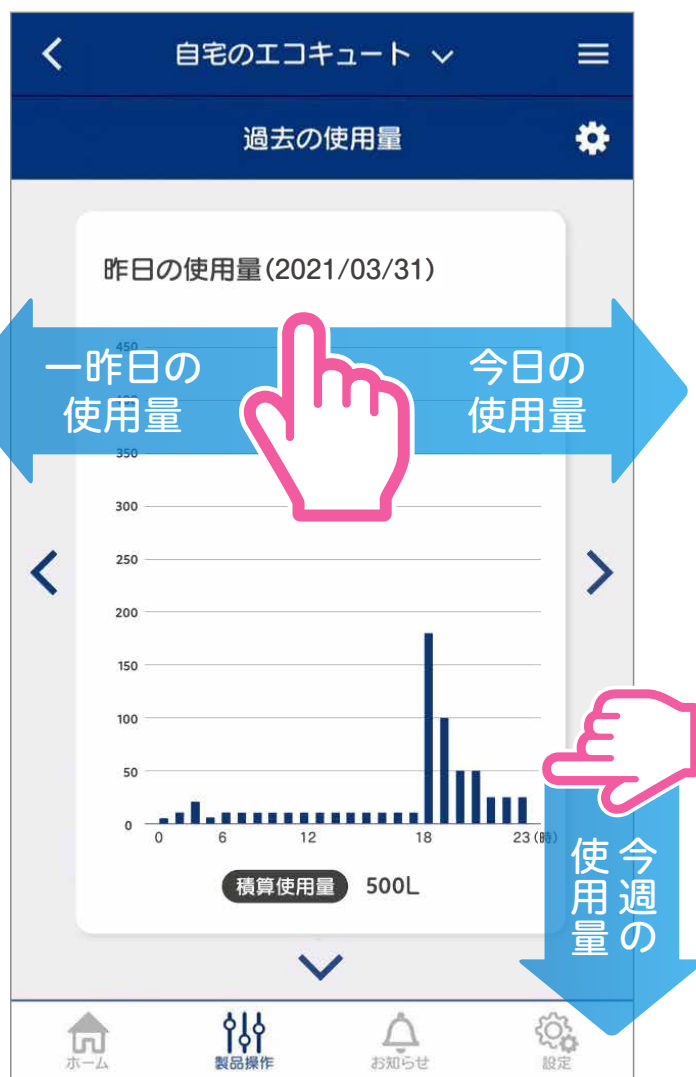 自宅のエコキュート
過去の使用量
昨日の使用量(2021/03/31)
450
一昨日の
使用量
今日の
使用量
350
300
250
200
150
100
50
0
0 6 12 18 23(時)
積算使用量 500L
今週の
使用量
ホーム 製品操作 お知らせ 設定